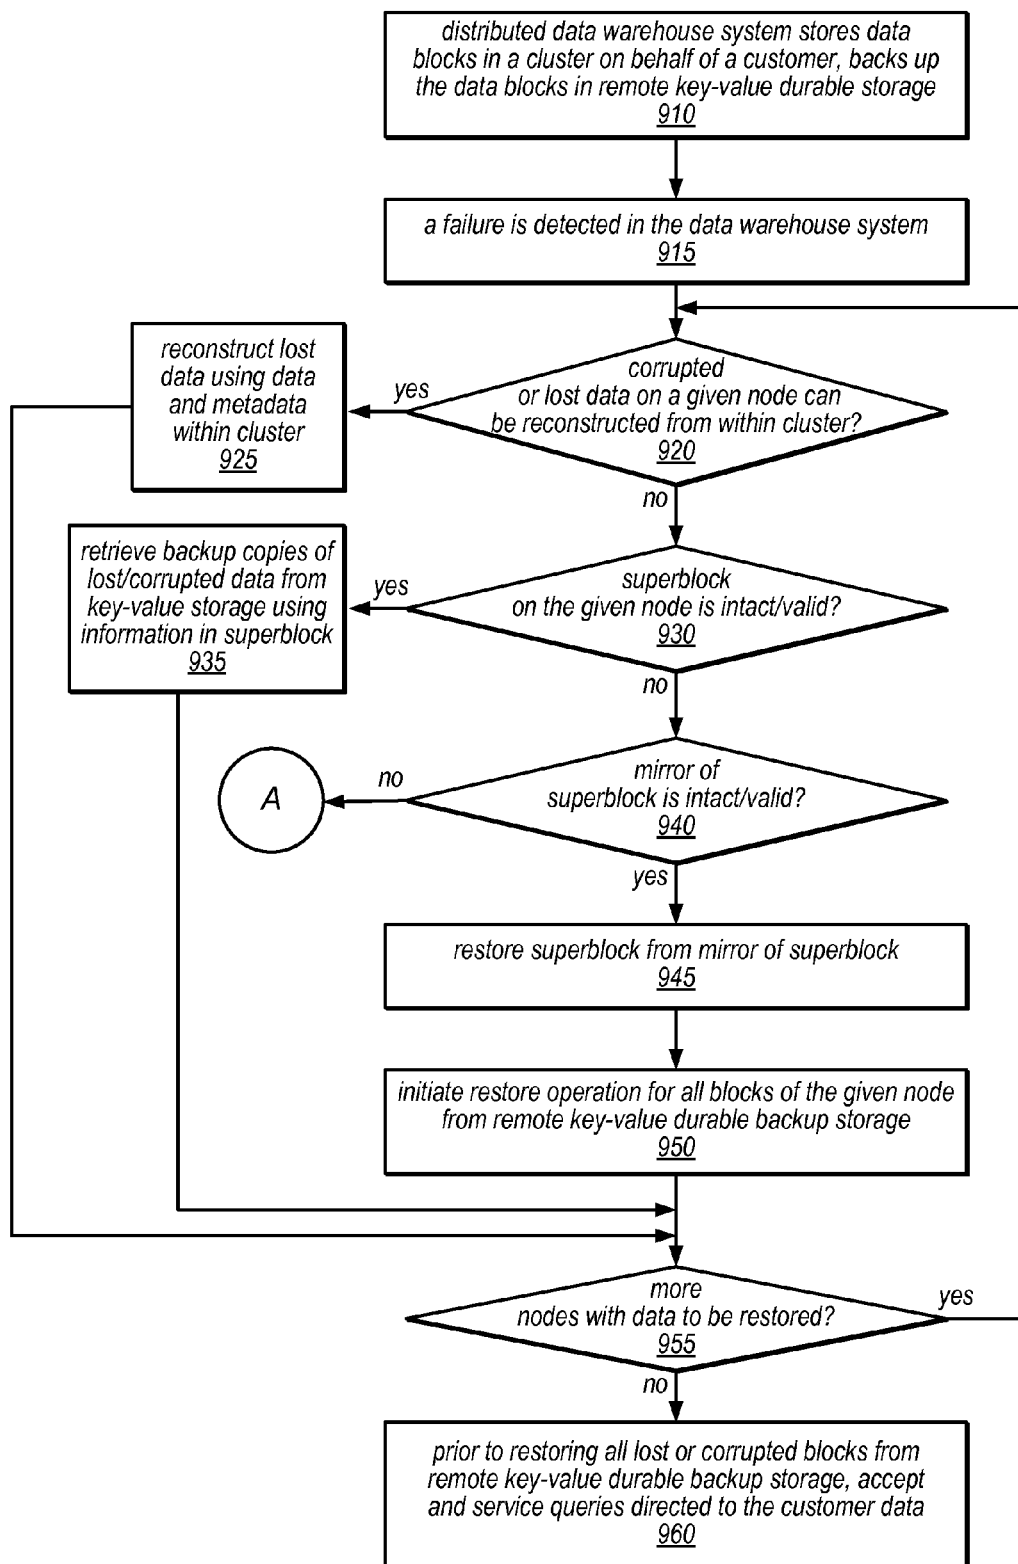 distributed data warehouse system stores data
blocks in a cluster on behalf of a customer, backs up
the data blocks in remote key-value durable storage
910
a failure is detected in the data warehouse system
915
corrupted
or lost data on a given node can
be reconstructed from within cluster?
920
yes
reconstruct lost
data using data
and metadata
within cluster
925
no
superblock
on the given node is intact/valid?
930
yes
retrieve backup copies of
lost/corrupted data from
key-value storage using
information in superblock
935
no
mirror of
superblock is intact/valid?
940
no
A
yes
restore superblock from mirror of superblock
945
initiate restore operation for all blocks of the given node
from remote key-value durable backup storage
950
more
nodes with data to be restored?
955
yes
no
prior to restoring all lost or corrupted blocks from
remote key-value durable backup storage, accept
and service queries directed to the customer data
960